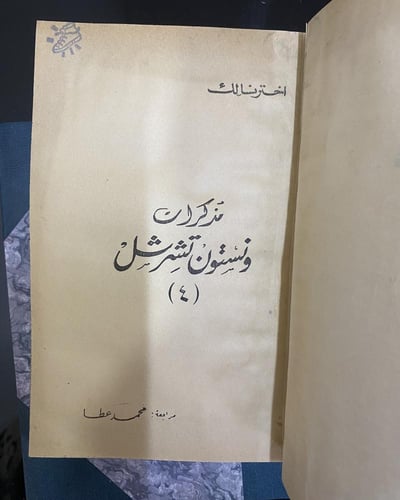 اخترنا لك
مذكرات
ونستون تشرشل
(٤)
مراجعة: محمد عطا